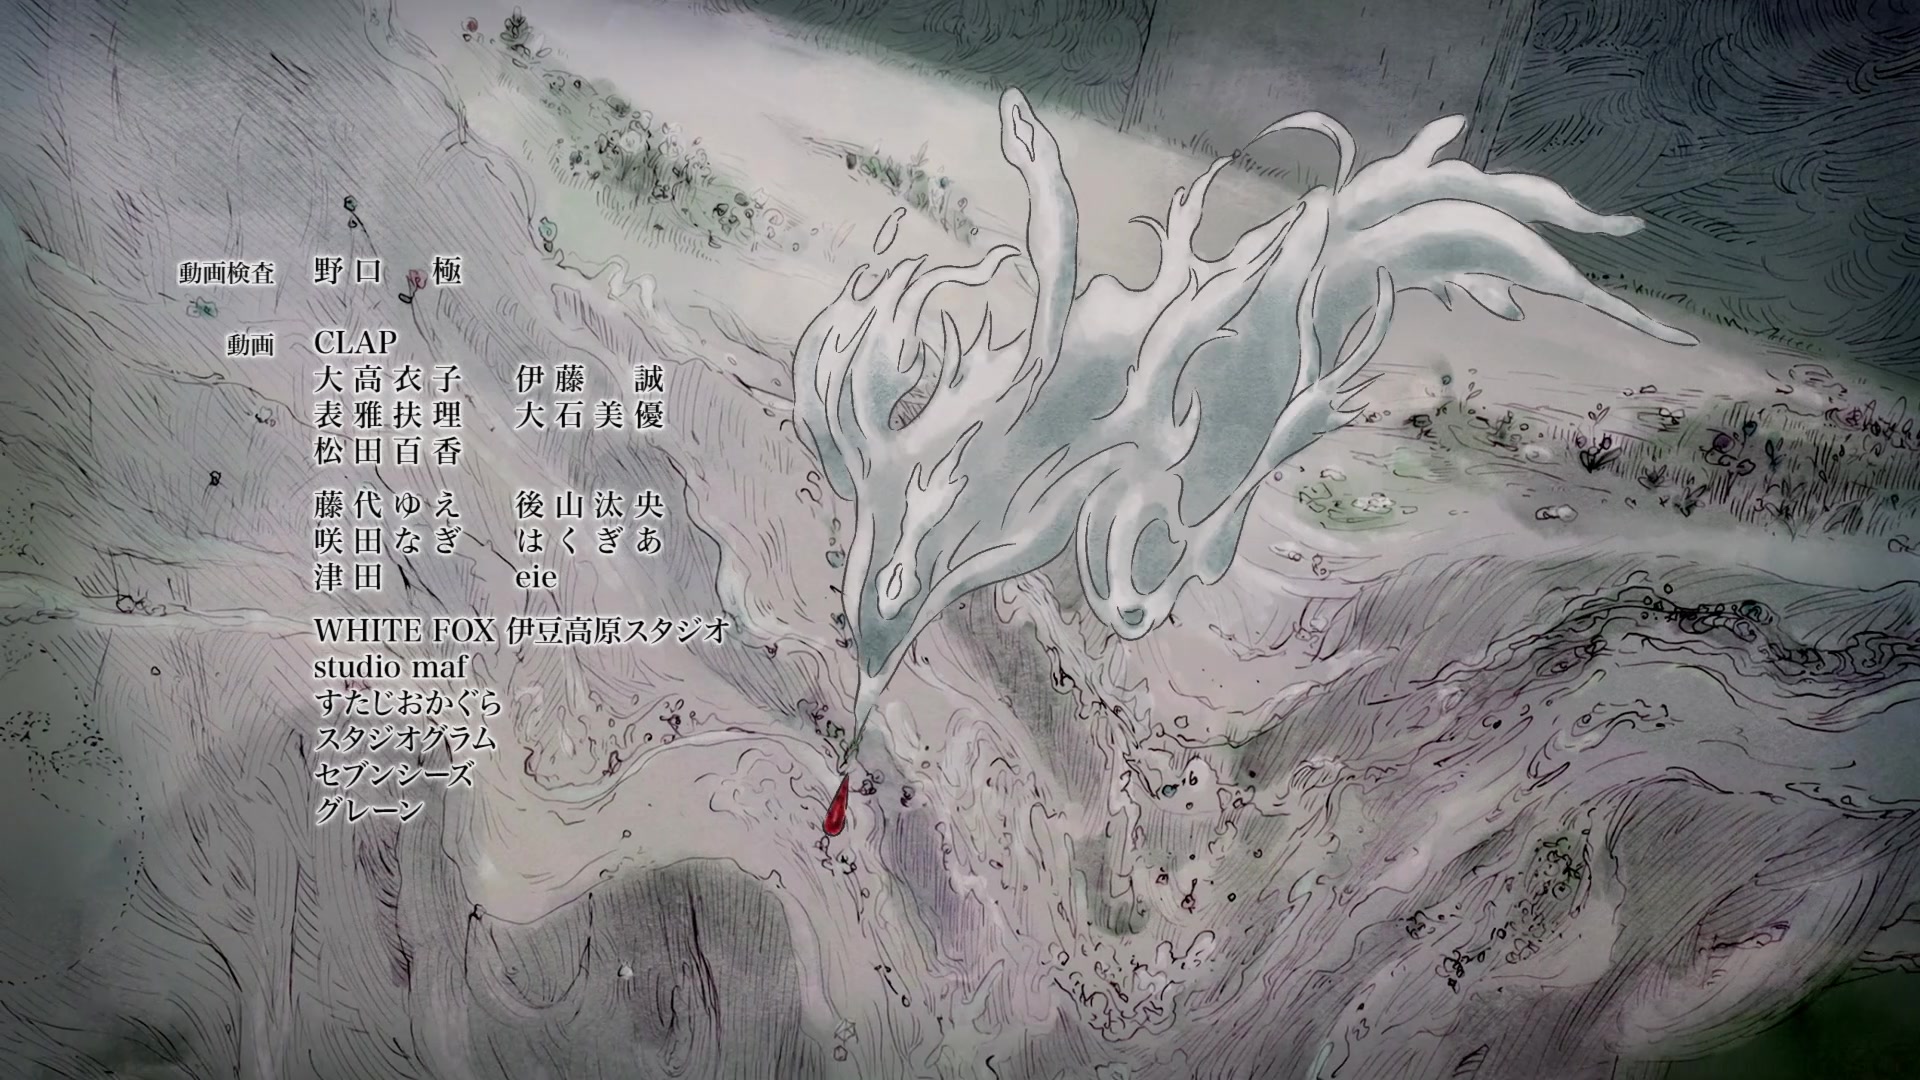 動画検査 野口 極
動画 CLAP
大高衣子 伊藤 誠
表雅扶理 大石美優
松田百香
藤代ゆえ 後山汰央
咲田なぎ はくぎあ
津田 eie
WHITE FOX 伊豆高原スタジオ
studio maf
すたじおかぐら
スタジオグラム
セブンシーズ
グレーン